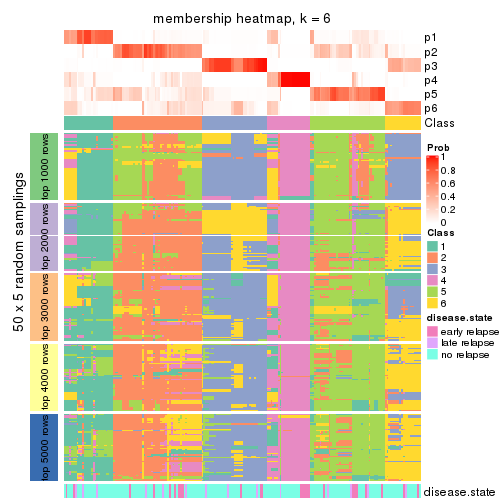 membership heatmap, k = 6
p1
p2
p3
p4
p5
p6
Class
50 x 5 random samplings
top 1000 rows
top 2000 rows
top 3000 rows
top 4000 rows
top 5000 rows
disease.state
Prob
1
0.8
0.6
0.4
0.2
0
Class
1
2
3
4
5
6
disease.state
early relapse
late relapse
no relapse